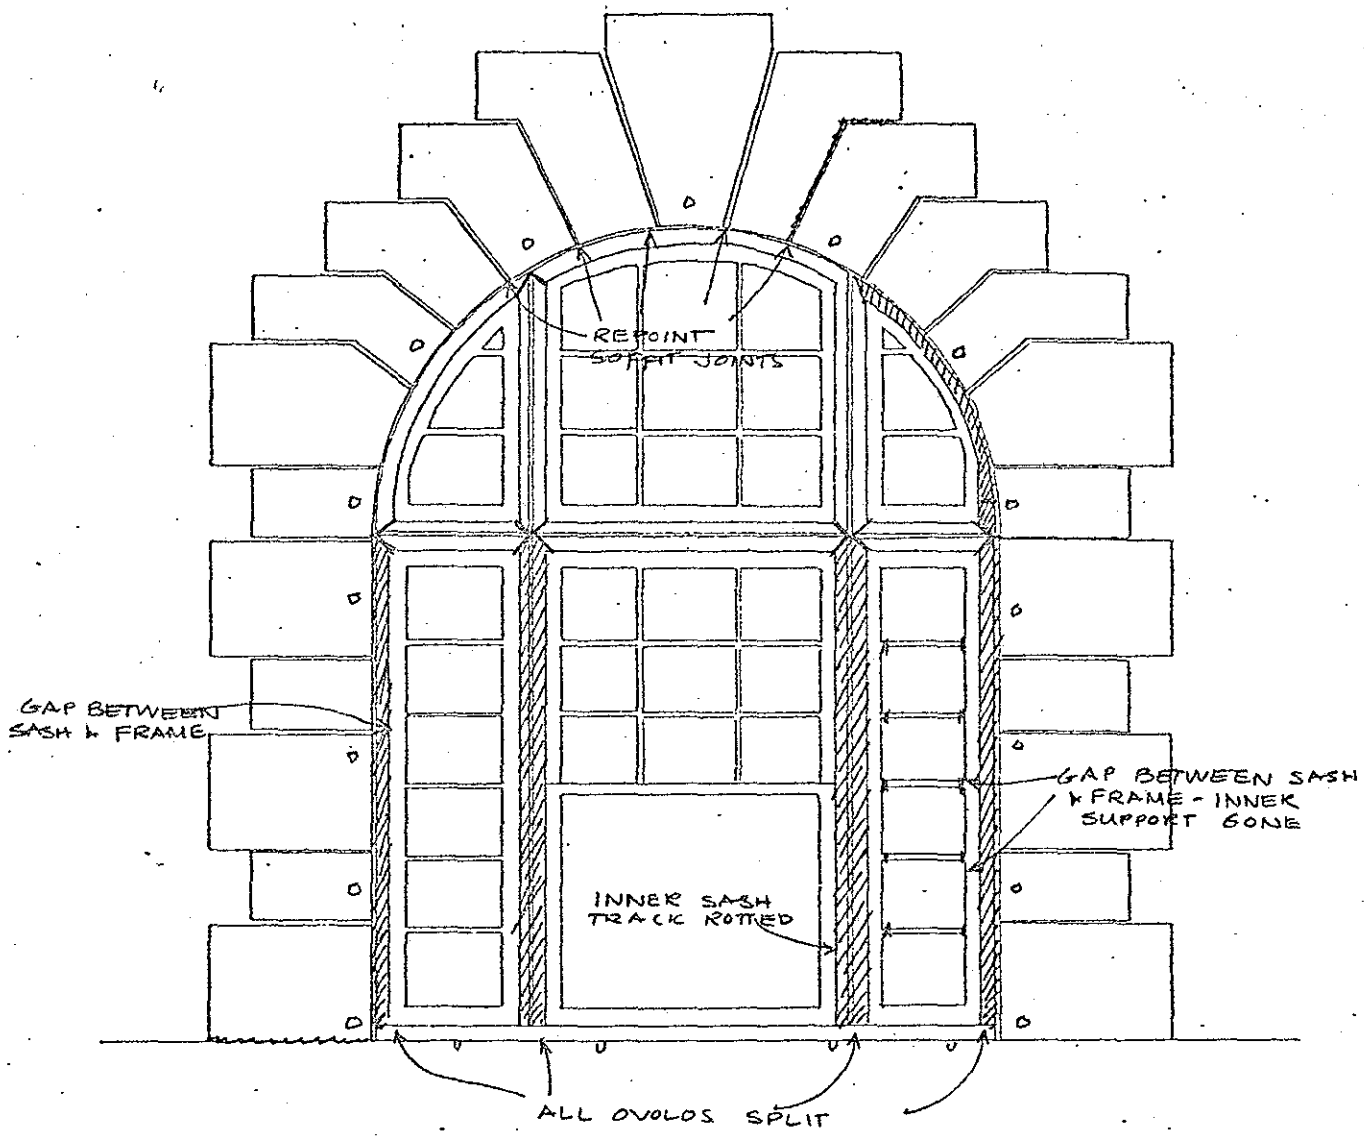 REPOINT
SOFFIT JOINTS
GAP BETWEEN
SASH & FRAME
GAP BETWEEN SASH
& FRAME - INNER
SUPPORT GONE
INNER SASH
TRACK ROTTED
ALL OVOLOS SPLIT